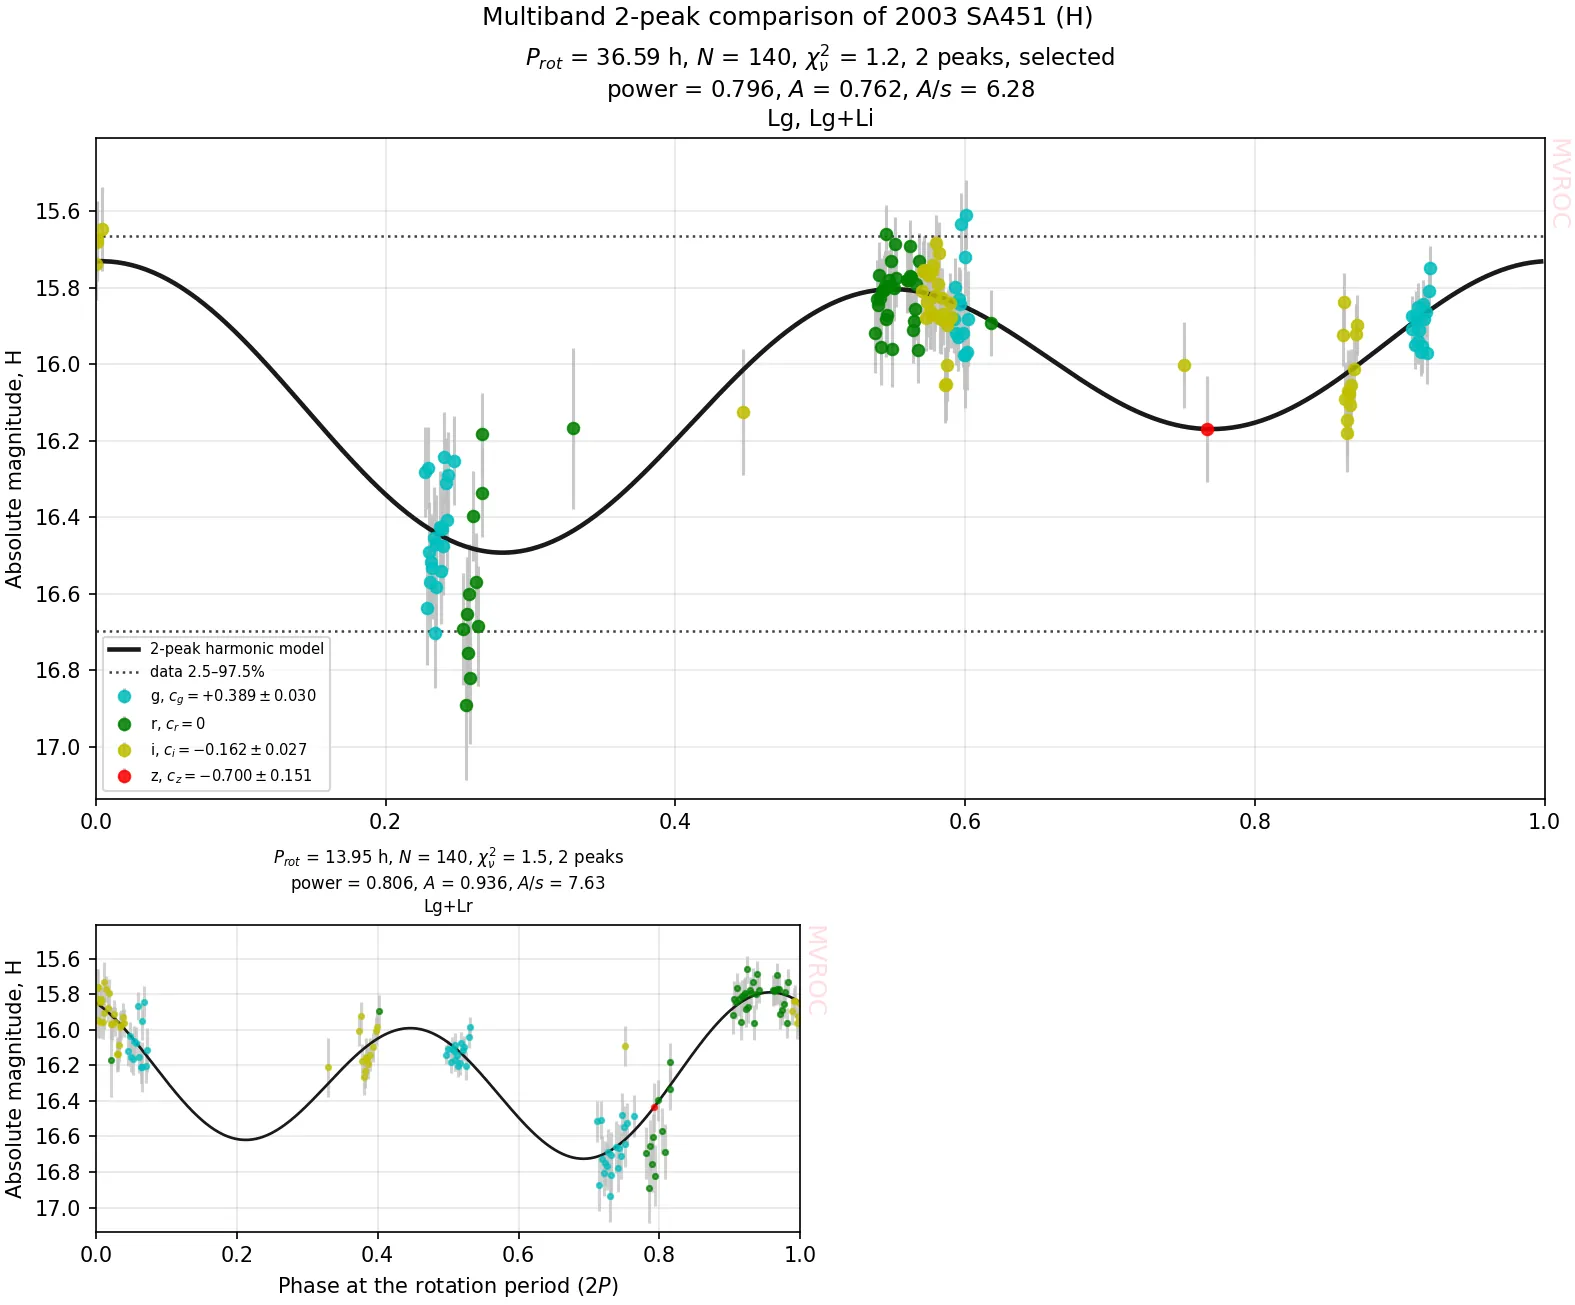 Multiband 2-peak comparison of 2003 SA451 (H)
P_rot = 36.59 h, N = 140, χ²_ν = 1.2, 2 peaks, selected
power = 0.796, A = 0.762, A/s = 6.28
Lg, Lg+Li
MVROC
Absolute magnitude, H
15.6
15.8
16.0
16.2
16.4
16.6
16.8
17.0
2-peak harmonic model
data 2.5–97.5%
g, c_g = +0.389 ± 0.030
r, c_r = 0
i, c_i = −0.162 ± 0.027
z, c_z = −0.700 ± 0.151
0.0 0.2 0.4 0.6 0.8 1.0
P_rot = 13.95 h, N = 140, χ²_ν = 1.5, 2 peaks
power = 0.806, A = 0.936, A/s = 7.63
Lg+Lr
MVROC
Absolute magnitude, H
15.6
15.8
16.0
16.2
16.4
16.6
16.8
17.0
0.0 0.2 0.4 0.6 0.8 1.0
Phase at the rotation period (2P)